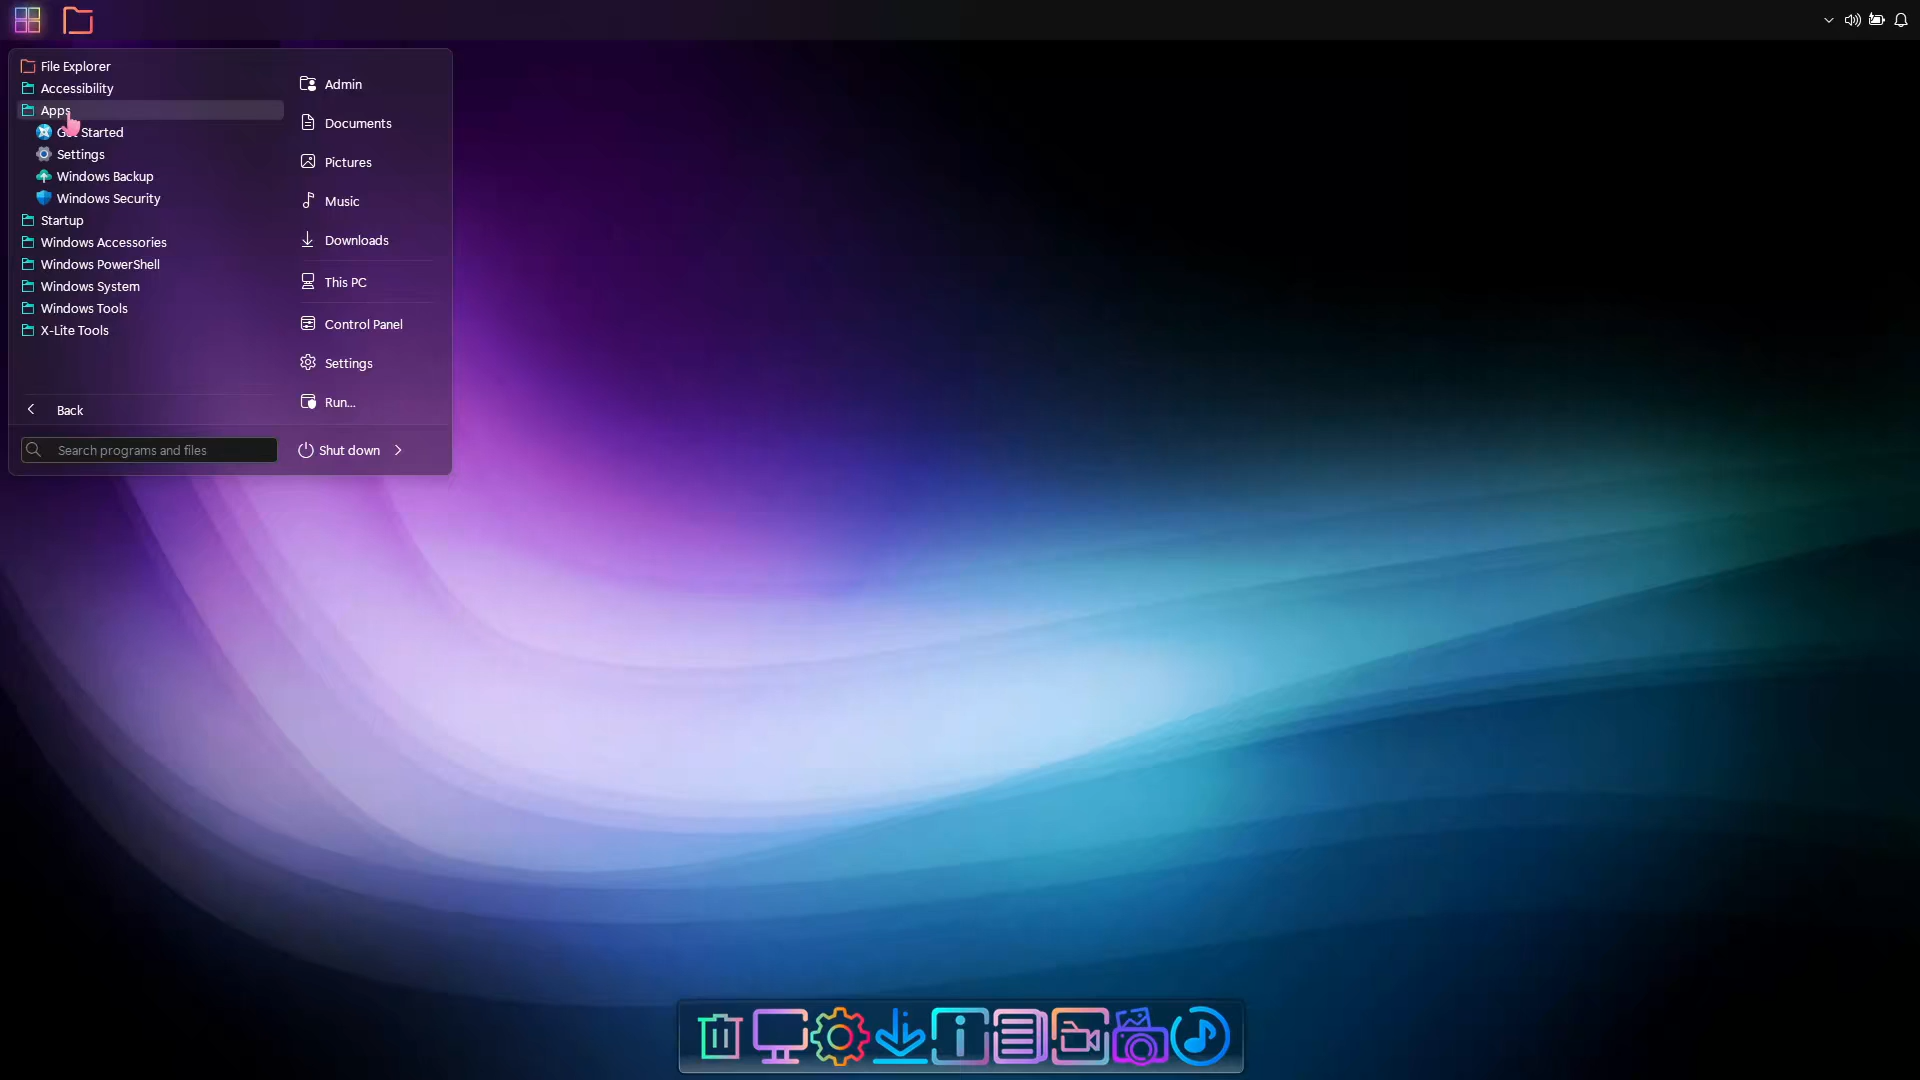 File Explorer
Accessibility
Apps
Get Started
Settings
Windows Backup
Windows Security
Startup
Windows Accessories
Windows PowerShell
Windows System
Windows Tools
X-Lite Tools
Back
Search programs and files
Admin
Documents
Pictures
Music
Downloads
This PC
Control Panel
Settings
Run...
Shut down